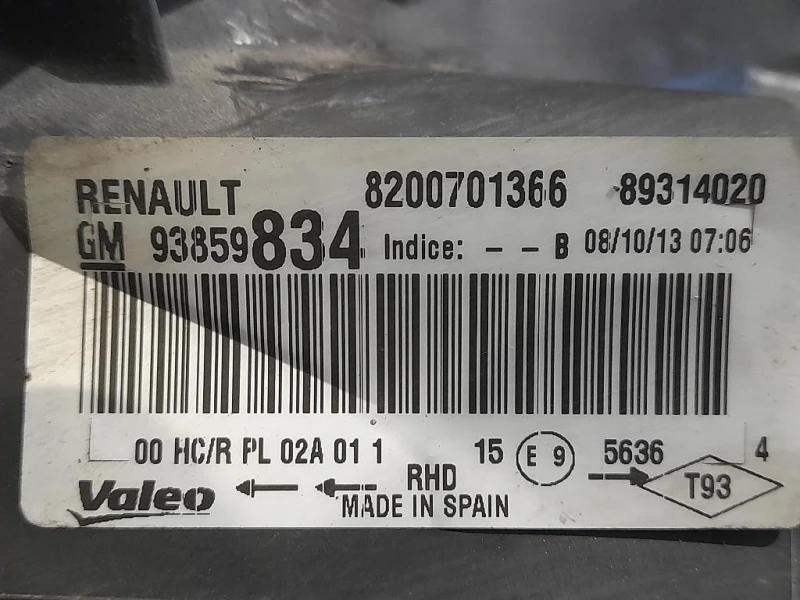 RENAULT 8200701366 89314020
GM 93859834 Indice: - - B 08/10/13 07:06
00 HC/R PL 02A 01 1 15 E 9 5636 4
Valeo RHD T93
MADE IN SPAIN